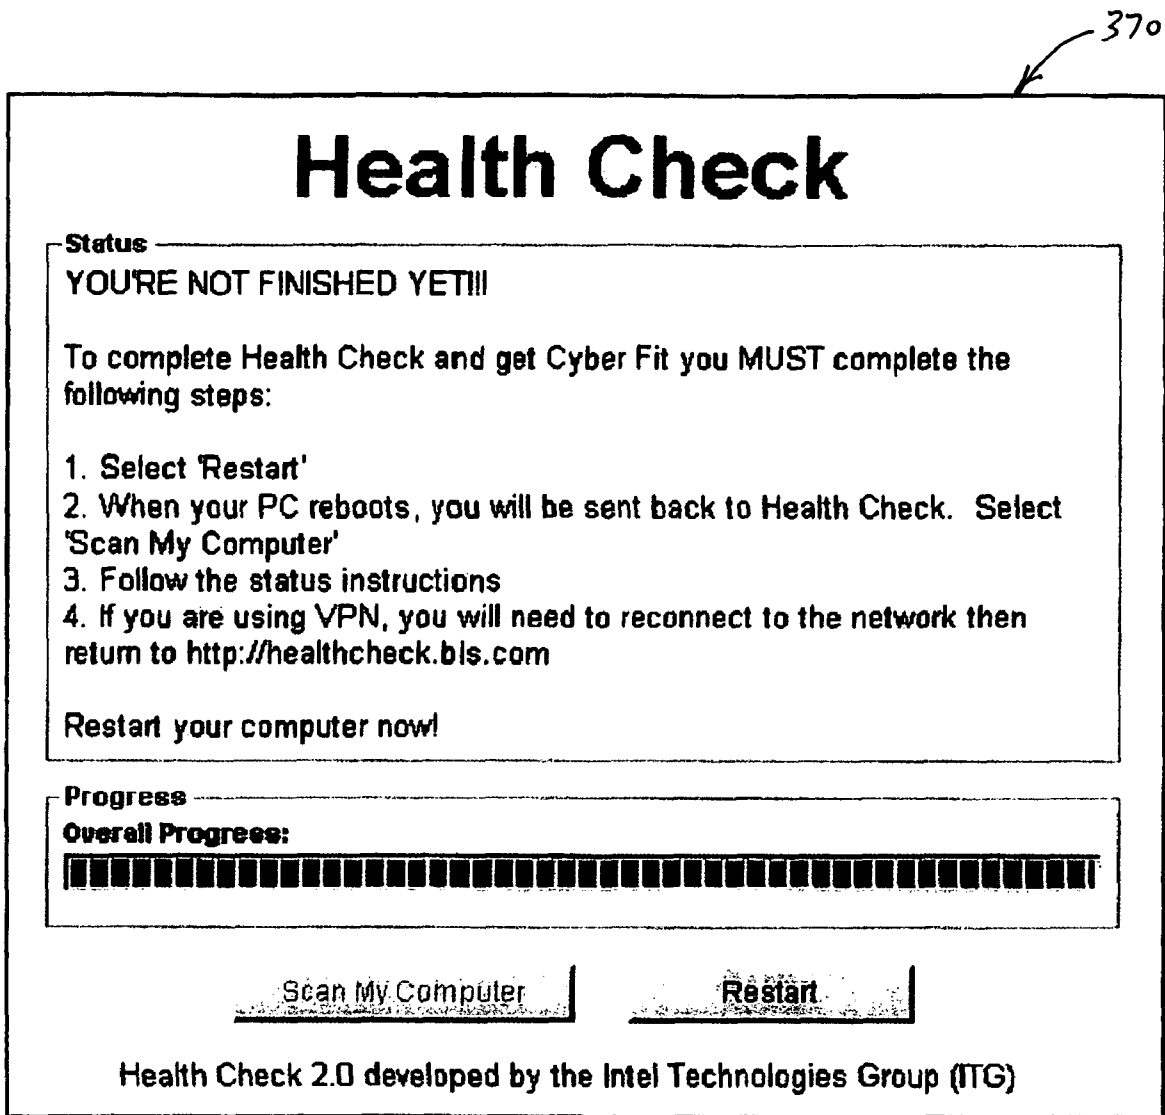 370
Health Check
Status
YOU'RE NOT FINISHED YET!!!
To complete Health Check and get Cyber Fit you MUST complete the
following steps:
1. Select 'Restart'
2. When your PC reboots, you will be sent back to Health Check.  Select
'Scan My Computer'
3. Follow the status instructions
4. If you are using VPN, you will need to reconnect to the network then
return to http://healthcheck.bls.com
Restart your computer now!
Progress
Overall Progress:
Scan My Computer
Restart
Health Check 2.0 developed by the Intel Technologies Group (ITG)